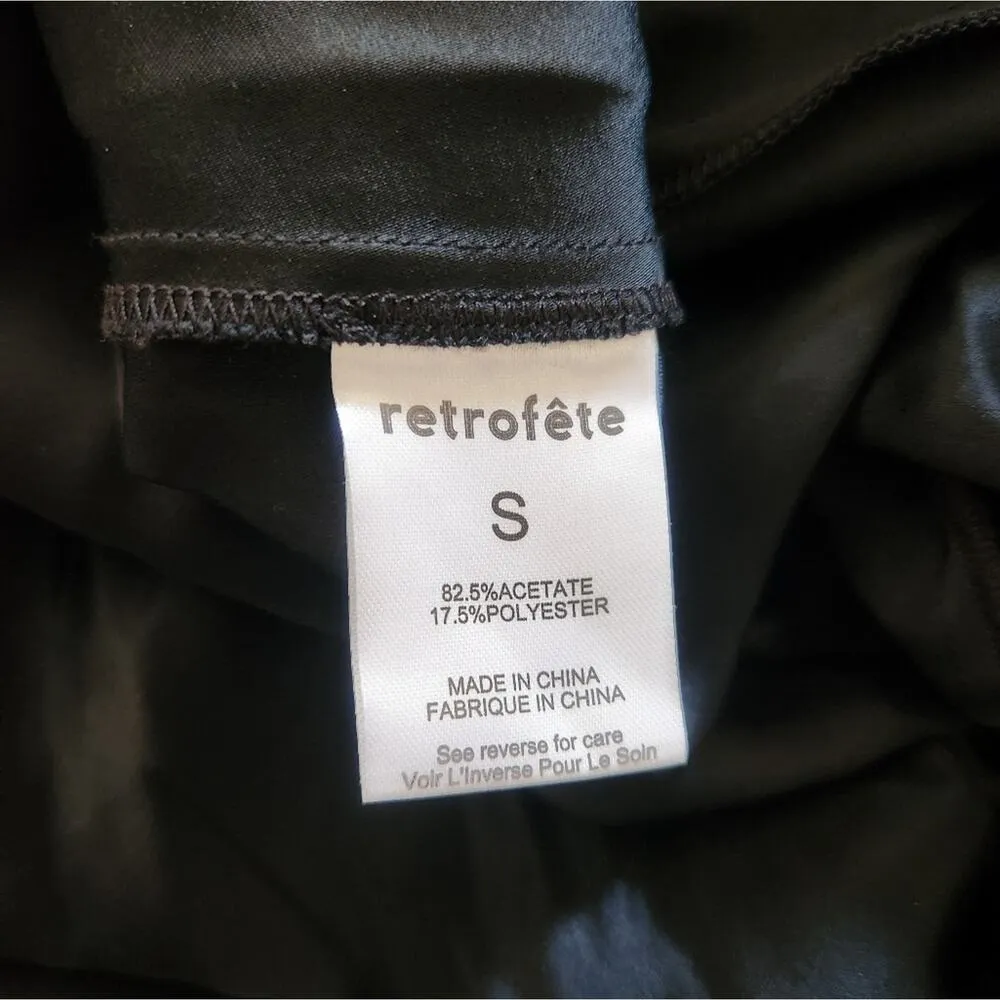 retrofête
S
82.5%ACETATE
17.5%POLYESTER
MADE IN CHINA
FABRIQUE IN CHINA
See reverse for care
Voir L'Inverse Pour Le Soin